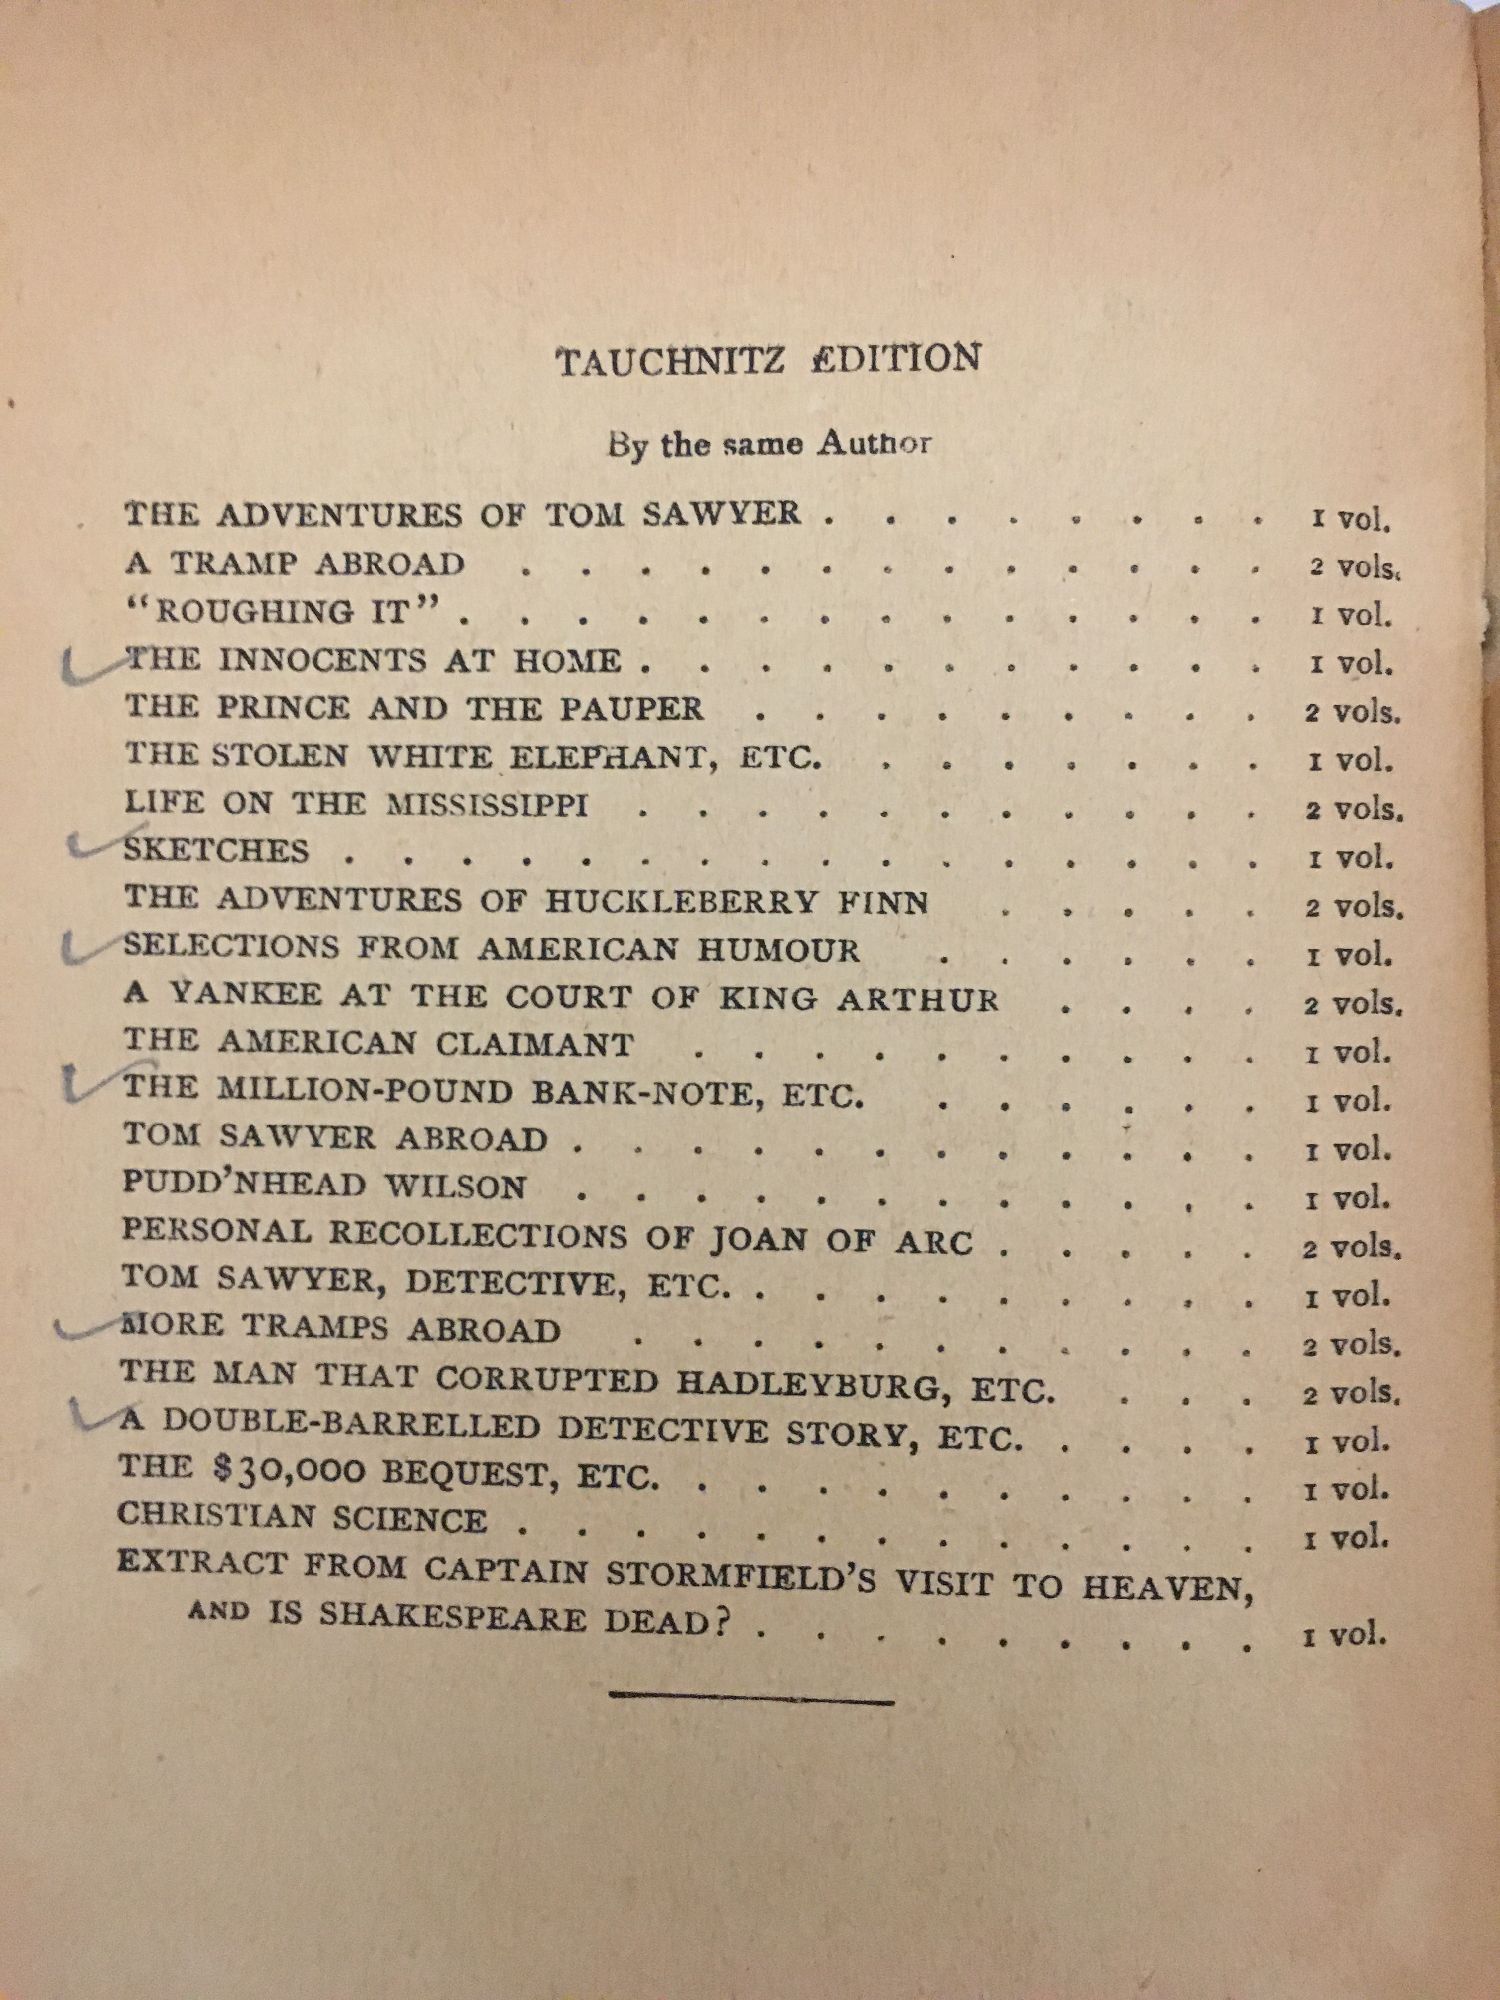 TAUCHNITZ EDITION
By the same Author
THE ADVENTURES OF TOM SAWYER . . . . . . . . 1 vol.
A TRAMP ABROAD . . . . . . . . . . . . . 2 vols.
“ROUGHING IT” . . . . . . . . . . . . . . 1 vol.
THE INNOCENTS AT HOME . . . . . . . . . . . 1 vol.
THE PRINCE AND THE PAUPER . . . . . . . . . 2 vols.
THE STOLEN WHITE ELEPHANT, ETC. . . . . . . . 1 vol.
LIFE ON THE MISSISSIPPI . . . . . . . . . . . 2 vols.
SKETCHES . . . . . . . . . . . . . . . . 1 vol.
THE ADVENTURES OF HUCKLEBERRY FINN . . . . . 2 vols.
SELECTIONS FROM AMERICAN HUMOUR . . . . . . 1 vol.
A YANKEE AT THE COURT OF KING ARTHUR . . . . 2 vols.
THE AMERICAN CLAIMANT . . . . . . . . . . 1 vol.
THE MILLION-POUND BANK-NOTE, ETC. . . . . . . 1 vol.
TOM SAWYER ABROAD . . . . . . . . . . . . 1 vol.
PUDD’NHEAD WILSON . . . . . . . . . . . . 1 vol.
PERSONAL RECOLLECTIONS OF JOAN OF ARC . . . . . 2 vols.
TOM SAWYER, DETECTIVE, ETC. . . . . . . . . . 1 vol.
MORE TRAMPS ABROAD . . . . . . . . . . . 2 vols.
THE MAN THAT CORRUPTED HADLEYBURG, ETC. . . . 2 vols.
A DOUBLE-BARRELLED DETECTIVE STORY, ETC. . . . . 1 vol.
THE $30,000 BEQUEST, ETC. . . . . . . . . . . 1 vol.
CHRISTIAN SCIENCE . . . . . . . . . . . . . 1 vol.
EXTRACT FROM CAPTAIN STORMFIELD’S VISIT TO HEAVEN,
AND IS SHAKESPEARE DEAD? . . . . . . . . . 1 vol.